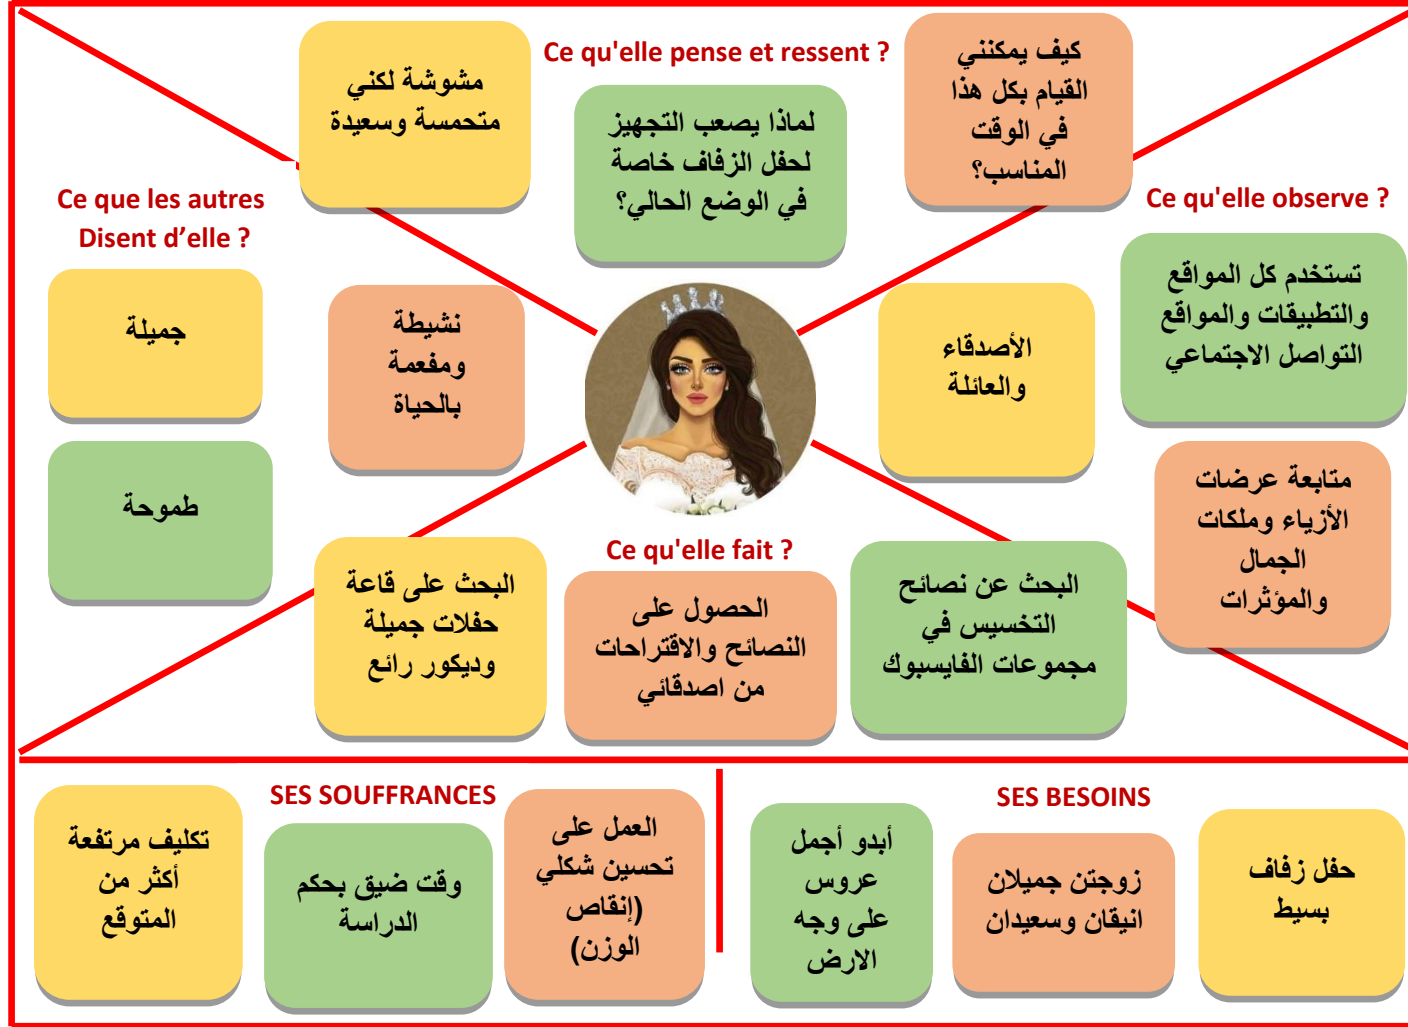 Ce qu'elle pense et ressent ?
مشوشة لكني
متحمسة وسعيدة
لماذا يصعب التجهيز
لحفل الزفاف خاصة
في الوضع الحالي؟
كيف يمكنني
القيام بكل هذا
في الوقت
المناسب؟
Ce que les autres
Disent d’elle ?
جميلة
نشيطة
ومفعمة
بالحياة
طموحة
Ce qu'elle observe ?
تستخدم كل المواقع
والتطبيقات والمواقع
التواصل الاجتماعي
الأصدقاء
والعائلة
متابعة عرضات
الأزياء وملكات
الجمال
والمؤثرات
Ce qu'elle fait ?
البحث على قاعة
حفلات جميلة
وديكور رائع
الحصول على
النصائح والاقتراحات
من اصدقائي
البحث عن نصائح
التخسيس في
مجموعات الفايسبوك
SES SOUFFRANCES
تكليف مرتفعة
أكثر من
المتوقع
وقت ضيق بحكم
الدراسة
العمل على
تحسين شكلي
(إنقاص
الوزن)
SES BESOINS
أبدو أجمل
عروس
على وجه
الارض
زوجتن جميلان
انيقان وسعيدان
حفل زفاف
بسيط